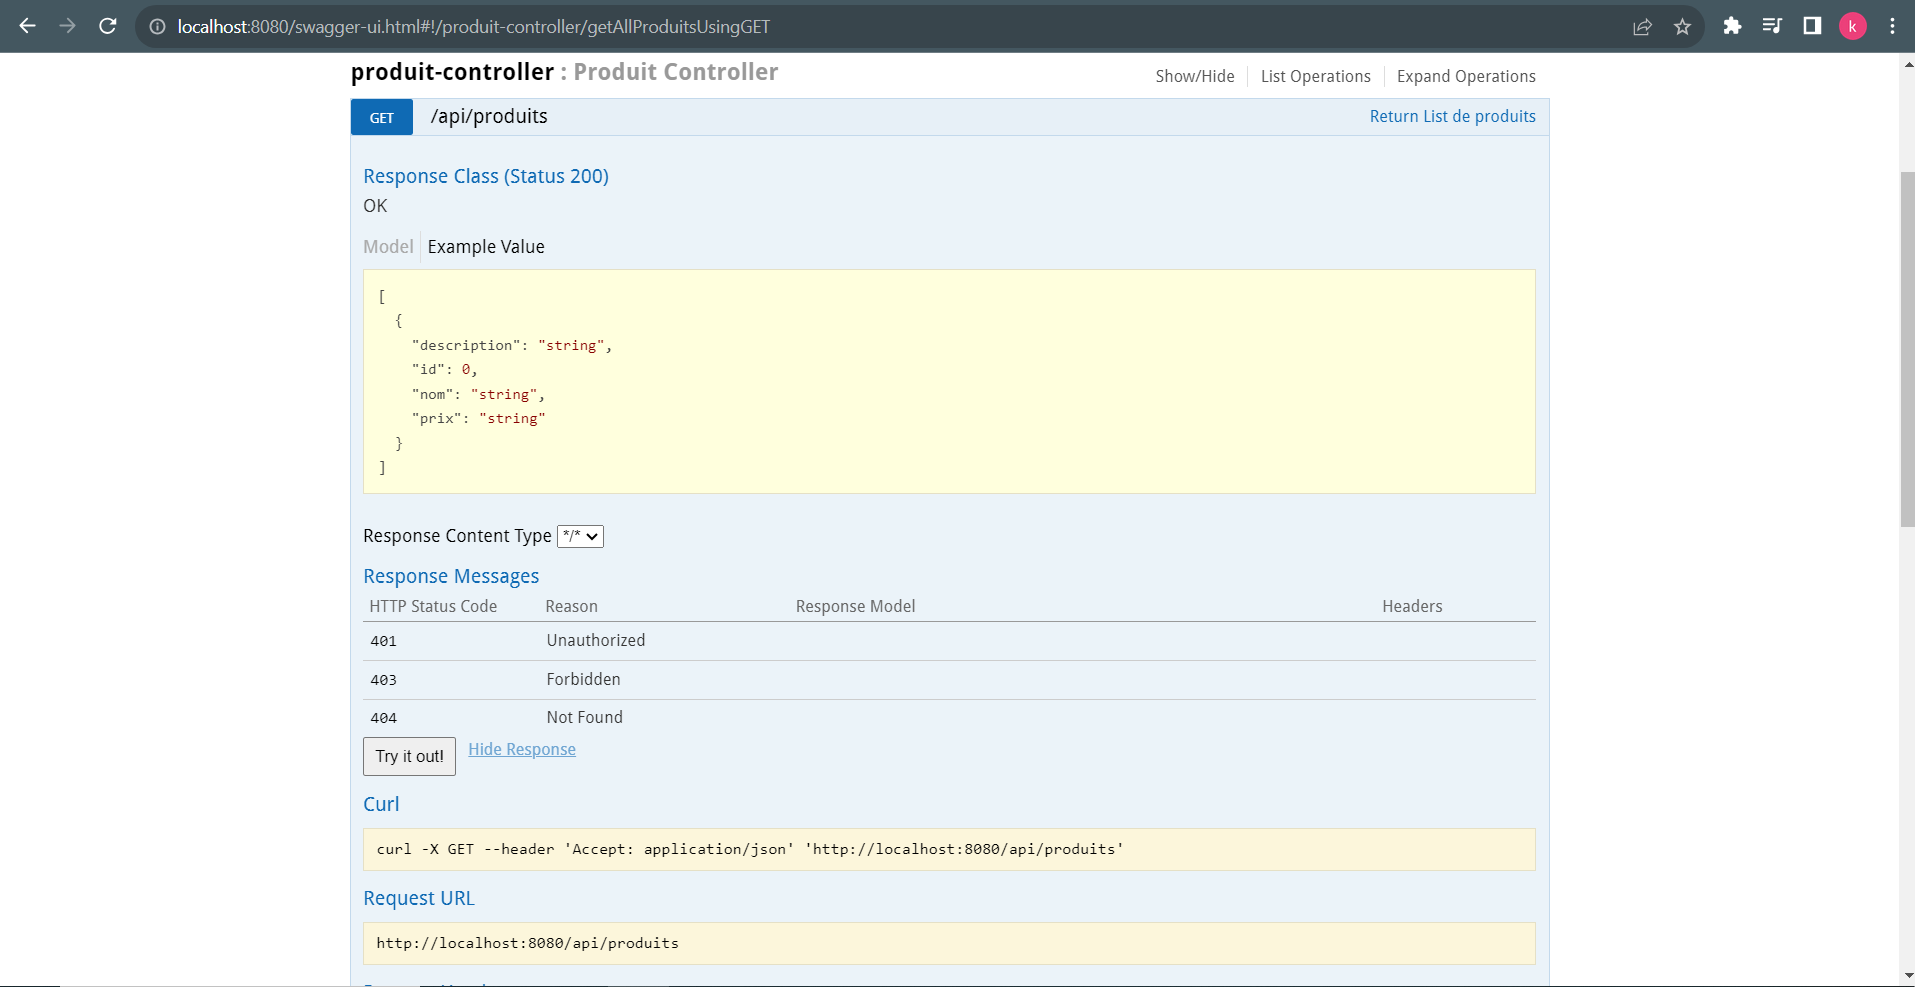 localhost:8080/swagger-ui.html#!/produit-controller/getAllProduitsUsingGET
k
produit-controller : Produit Controller
Show/Hide List Operations Expand Operations
GET /api/produits Return List de produits
Response Class (Status 200)
OK
Model Example Value
[
{
"description": "string",
"id": 0,
"nom": "string",
"prix": "string"
}
]
Response Content Type */*
Response Messages
HTTP Status Code Reason Response Model Headers
401 Unauthorized
403 Forbidden
404 Not Found
Try it out! Hide Response
Curl
curl -X GET --header 'Accept: application/json' 'http://localhost:8080/api/produits'
Request URL
http://localhost:8080/api/produits